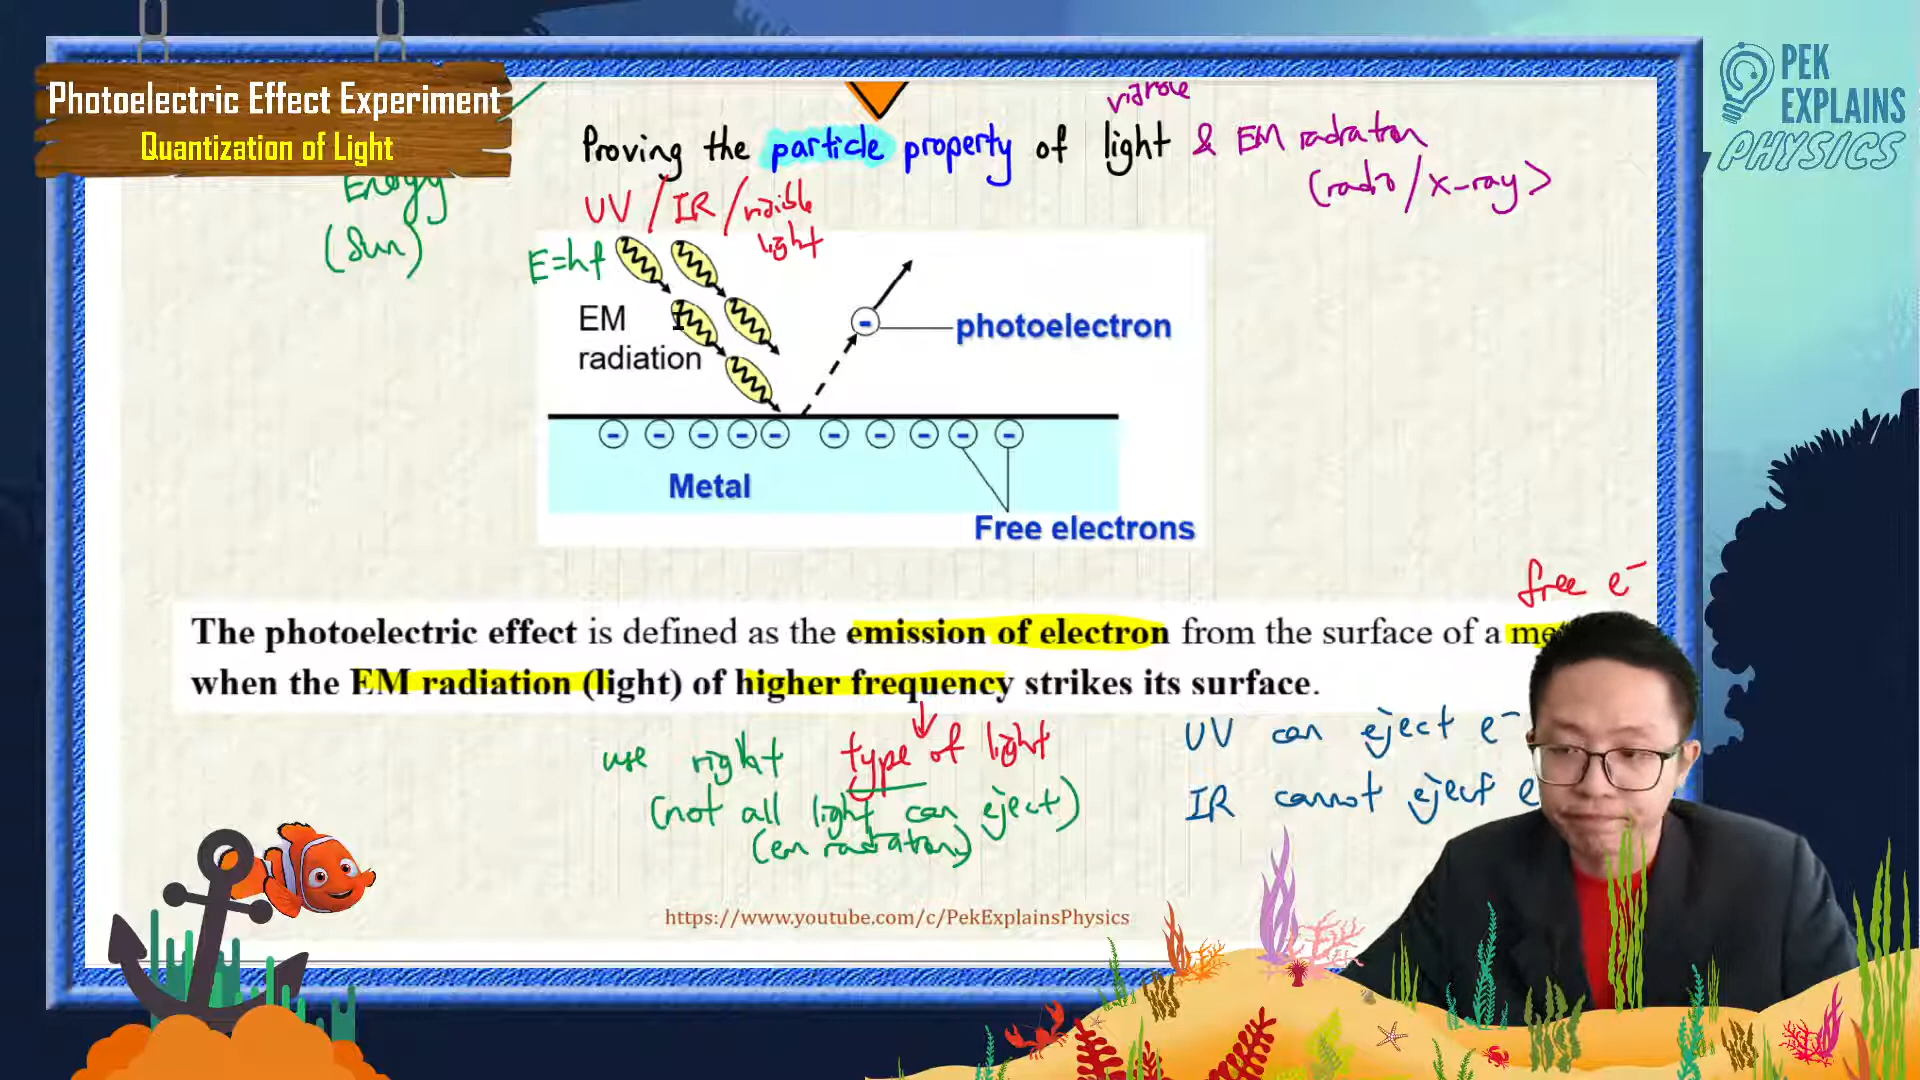 Photoelectric Effect Experiment
Quantization of Light
PEK
EXPLAINS
PHYSICS
visible
Proving the particle property of light & EM radiation
(radio / x-ray)
Energy
(Sun)
UV / IR / visible
light
E=hf
EM
radiation
photoelectron
Metal
Free electrons
free e⁻
The photoelectric effect is defined as the emission of electron from the surface of a
when the EM radiation (light) of higher frequency strikes its surface.
use right type of light
(not all light can eject)
(em radiation)
UV can eject e⁻
IR cannot eject e
https://www.youtube.com/c/PekExplainsPhysics